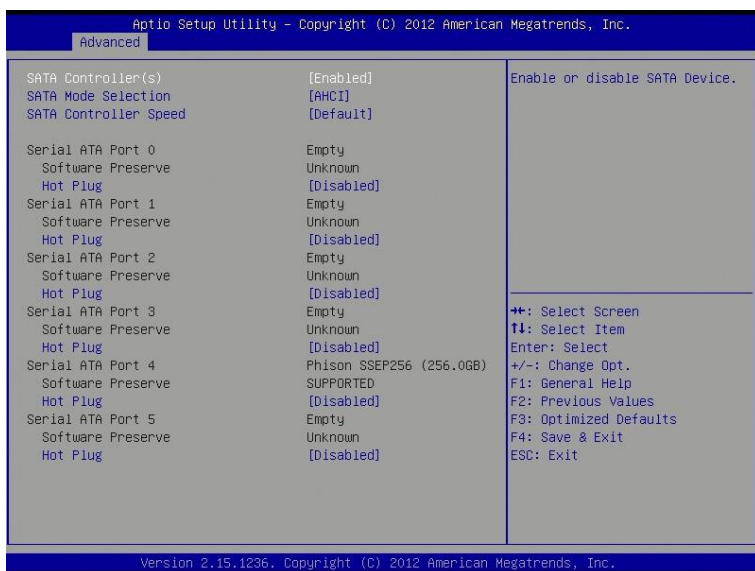 Aptio Setup Utility – Copyright (C) 2012 American Megatrends, Inc.
Advanced
SATA Controller(s) [Enabled]
SATA Mode Selection [AHCI]
SATA Controller Speed [Default]
Serial ATA Port 0 Empty
Software Preserve Unknown
Hot Plug [Disabled]
Serial ATA Port 1 Empty
Software Preserve Unknown
Hot Plug [Disabled]
Serial ATA Port 2 Empty
Software Preserve Unknown
Hot Plug [Disabled]
Serial ATA Port 3 Empty
Software Preserve Unknown
Hot Plug [Disabled]
Serial ATA Port 4 Phison SSEP256 (256.0GB)
Software Preserve SUPPORTED
Hot Plug [Disabled]
Serial ATA Port 5 Empty
Software Preserve Unknown
Hot Plug [Disabled]
Enable or disable SATA Device.
→←: Select Screen
↑↓: Select Item
Enter: Select
+/-: Change Opt.
F1: General Help
F2: Previous Values
F3: Optimized Defaults
F4: Save & Exit
ESC: Exit
Version 2.15.1236. Copyright (C) 2012 American Megatrends, Inc.